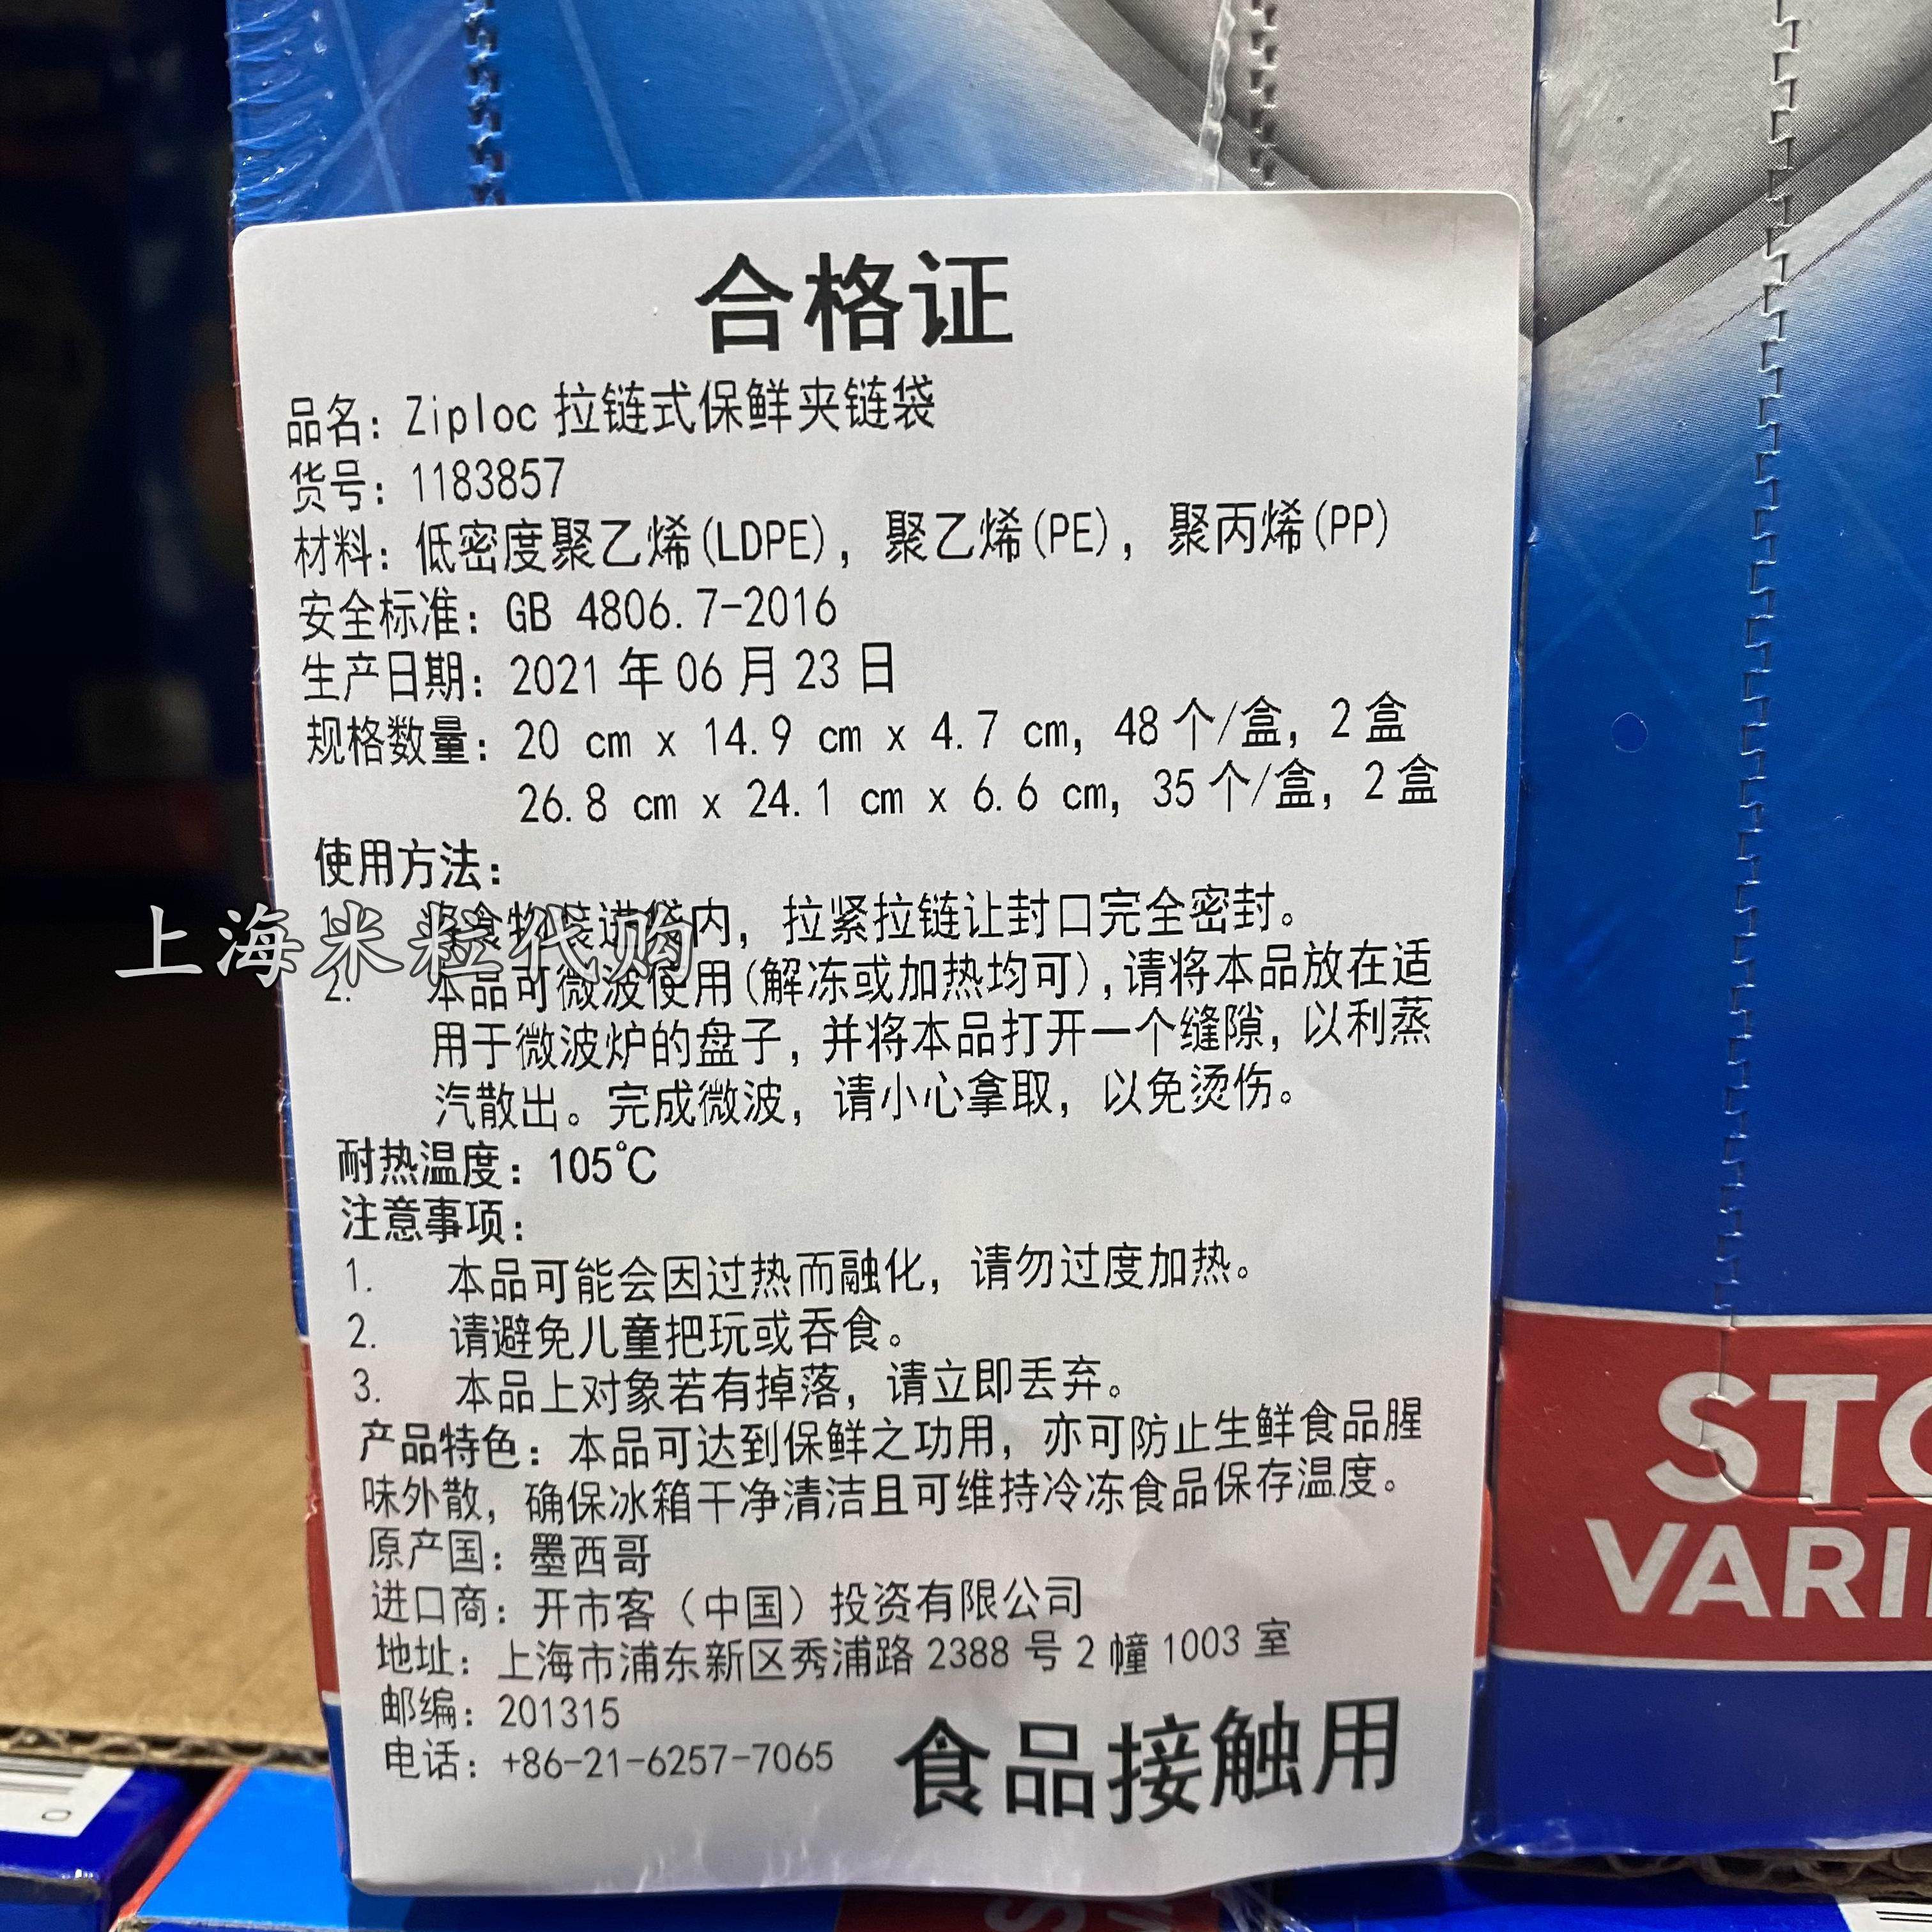 合格证
品名：Ziploc 拉链式保鲜夹链袋
货号：1183857
材料：低密度聚乙烯(LDPE)，聚乙烯(PE)，聚丙烯(PP)
安全标准：GB 4806.7-2016
生产日期：2021 年 06 月 23 日
规格数量：20 cm x 14.9 cm x 4.7 cm, 48个/盒, 2盒
26.8 cm x 24.1 cm x 6.6 cm, 35个/盒, 2盒
使用方法：
1. 将食物装进袋内，拉紧拉链让封口完全密封。
上海米粒代购
2. 本品可微波使用(解冻或加热均可),请将本品放在适
用于微波炉的盘子，并将本品打开一个缝隙，以利蒸
汽散出。完成微波，请小心拿取，以免烫伤。
耐热温度：105℃
注意事项：
1. 本品可能会因过热而融化，请勿过度加热。
2. 请避免儿童把玩或吞食。
3. 本品上对象若有掉落，请立即丢弃。
产品特色：本品可达到保鲜之功用，亦可防止生鲜食品腥
味外散，确保冰箱干净清洁且可维持冷冻食品保存温度。
原产国：墨西哥
进口商：开市客（中国）投资有限公司
地址：上海市浦东新区秀浦路 2388 号 2 幢 1003 室
邮编：201315
电话：+86-21-6257-7065
食品接触用
STO
VARI